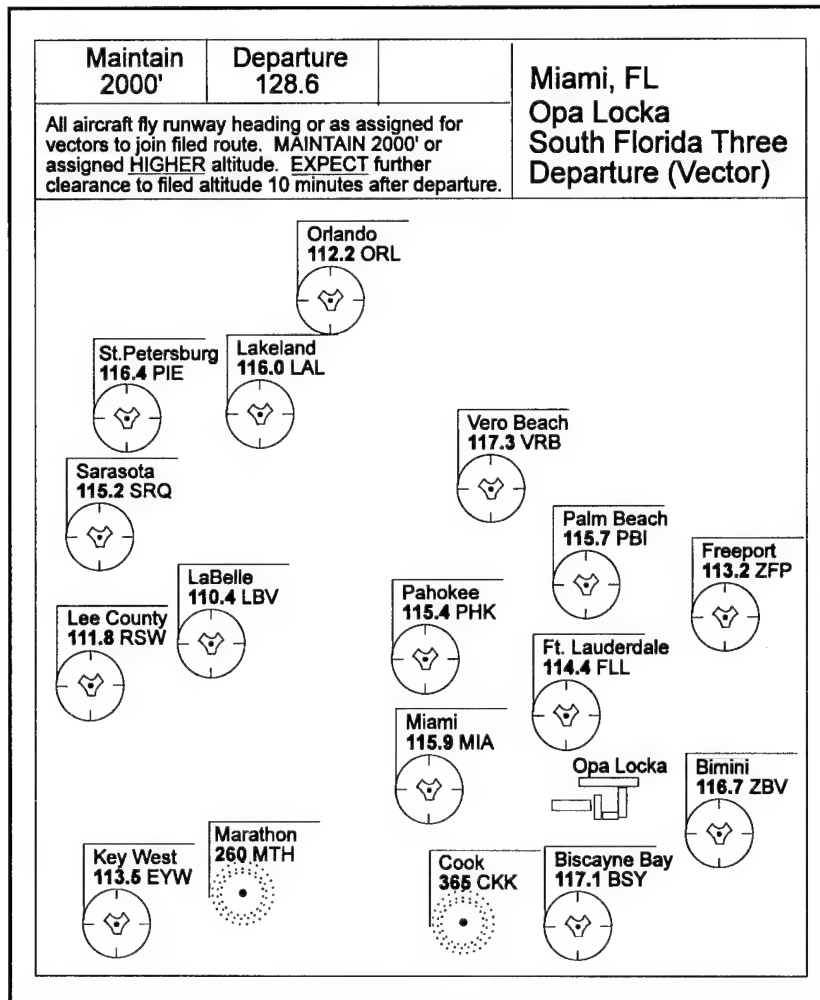 Maintain
2000'
Departure
128.6
Miami, FL
Opa Locka
South Florida Three
Departure (Vector)
All aircraft fly runway heading or as assigned for
vectors to join filed route. MAINTAIN 2000' or
assigned HIGHER altitude. EXPECT further
clearance to filed altitude 10 minutes after departure.
Orlando
112.2 ORL
St.Petersburg
116.4 PIE
Lakeland
116.0 LAL
Vero Beach
117.3 VRB
Sarasota
115.2 SRQ
Palm Beach
115.7 PBI
Freeport
113.2 ZFP
LaBelle
110.4 LBV
Pahokee
115.4 PHK
Lee County
111.8 RSW
Ft. Lauderdale
114.4 FLL
Miami
115.9 MIA
Opa Locka
Bimini
116.7 ZBV
Marathon
260 MTH
Key West
113.5 EYW
Cook
365 CKK
Biscayne Bay
117.1 BSY